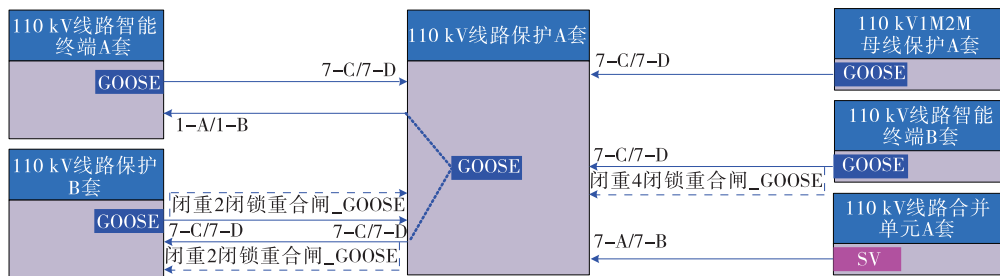 110 kV线路智能
终端A套
GOOSE
7-C/7-D
1-A/1-B
110 kV线路保护
B套
GOOSE
闭重2闭锁重合闸_GOOSE
7-C/7-D
7-C/7-D
闭重2闭锁重合闸_GOOSE
110 kV线路保护A套
GOOSE
7-C/7-D
110 kV1M2M
母线保护A套
GOOSE
7-C/7-D
闭重4闭锁重合闸_GOOSE
110 kV线路智能
终端B套
GOOSE
7-A/7-B
110 kV线路合并
单元A套
SV